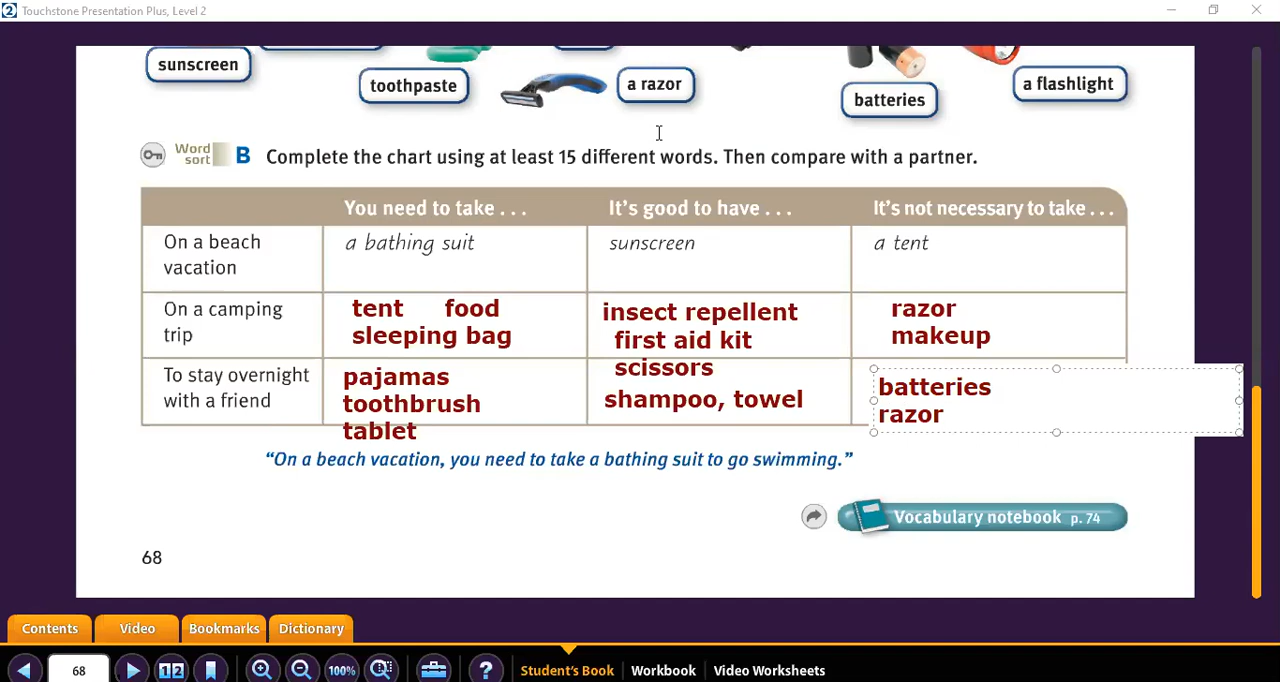 Touchstone Presentation Plus, Level 2
sunscreen
toothpaste
a razor
batteries
a flashlight
Word sort B Complete the chart using at least 15 different words. Then compare with a partner.
You need to take . . . It's good to have . . . It's not necessary to take . . .
On a beach vacation a bathing suit sunscreen a tent
On a camping trip
tent food
sleeping bag
insect repellent
first aid kit
scissors
razor
makeup
To stay overnight with a friend
pajamas
toothbrush
tablet
shampoo, towel
batteries
razor
"On a beach vacation, you need to take a bathing suit to go swimming."
Vocabulary notebook p. 74
68
Contents Video Bookmarks Dictionary
68 1 2 100% ? Student's Book Workbook Video Worksheets